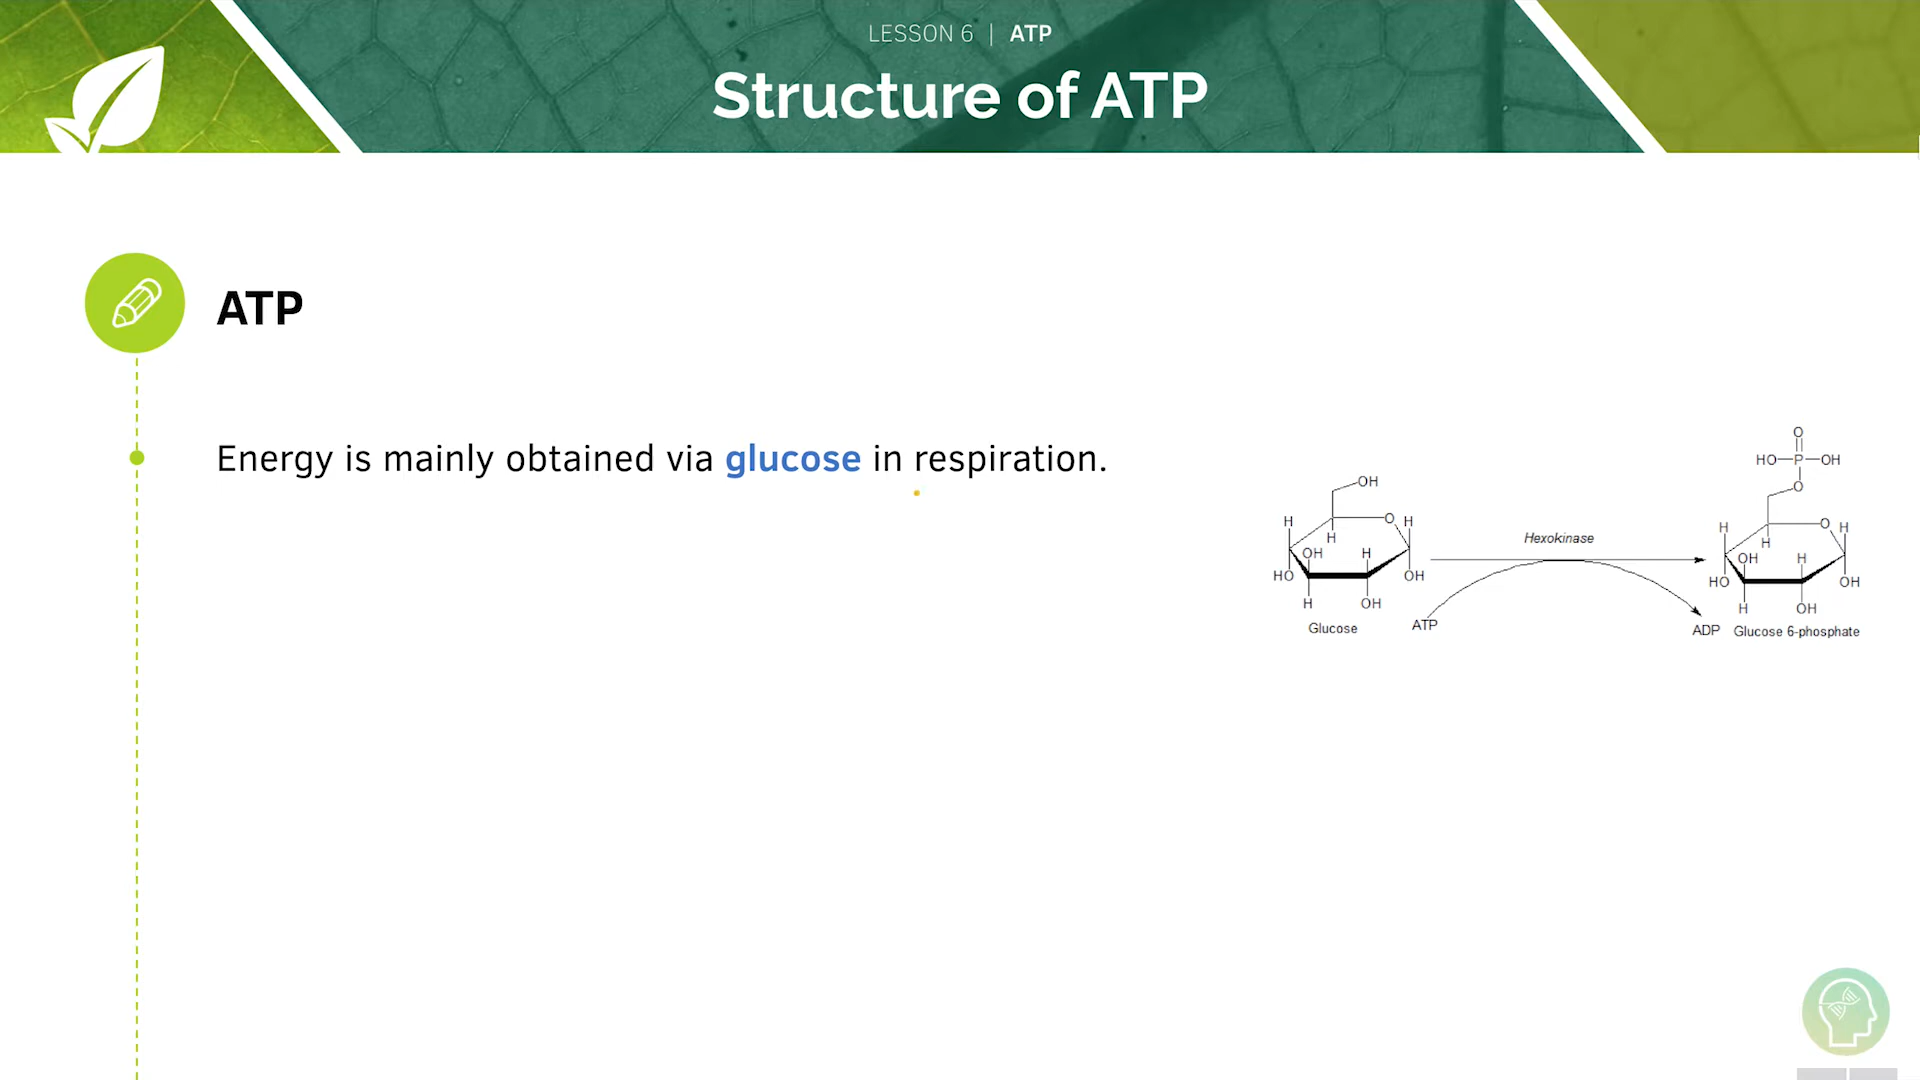 LESSON 6 | ATP
Structure of ATP
ATP
Energy is mainly obtained via glucose in respiration.
O
HO P OH
O
OH
H O H
H
OH H
HO OH
H OH
Glucose
Hexokinase
ATP
ADP
H O H
H
OH H
HO OH
H OH
Glucose 6-phosphate